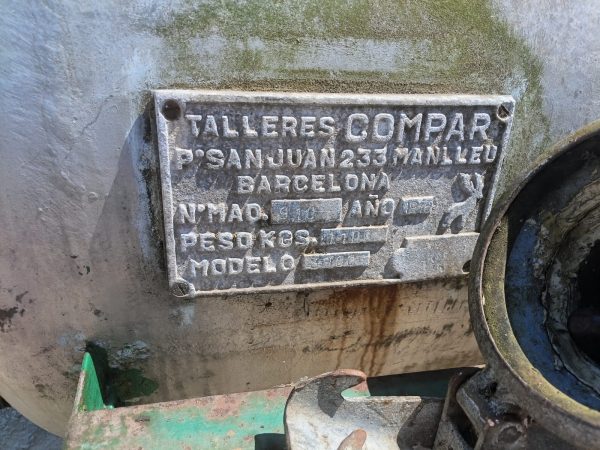 TALLERES COMPAR
Pº SAN JUAN 233 MANLLEU
BARCELONA
Nº MAQ. AÑO
PESO KGS.
MODELO